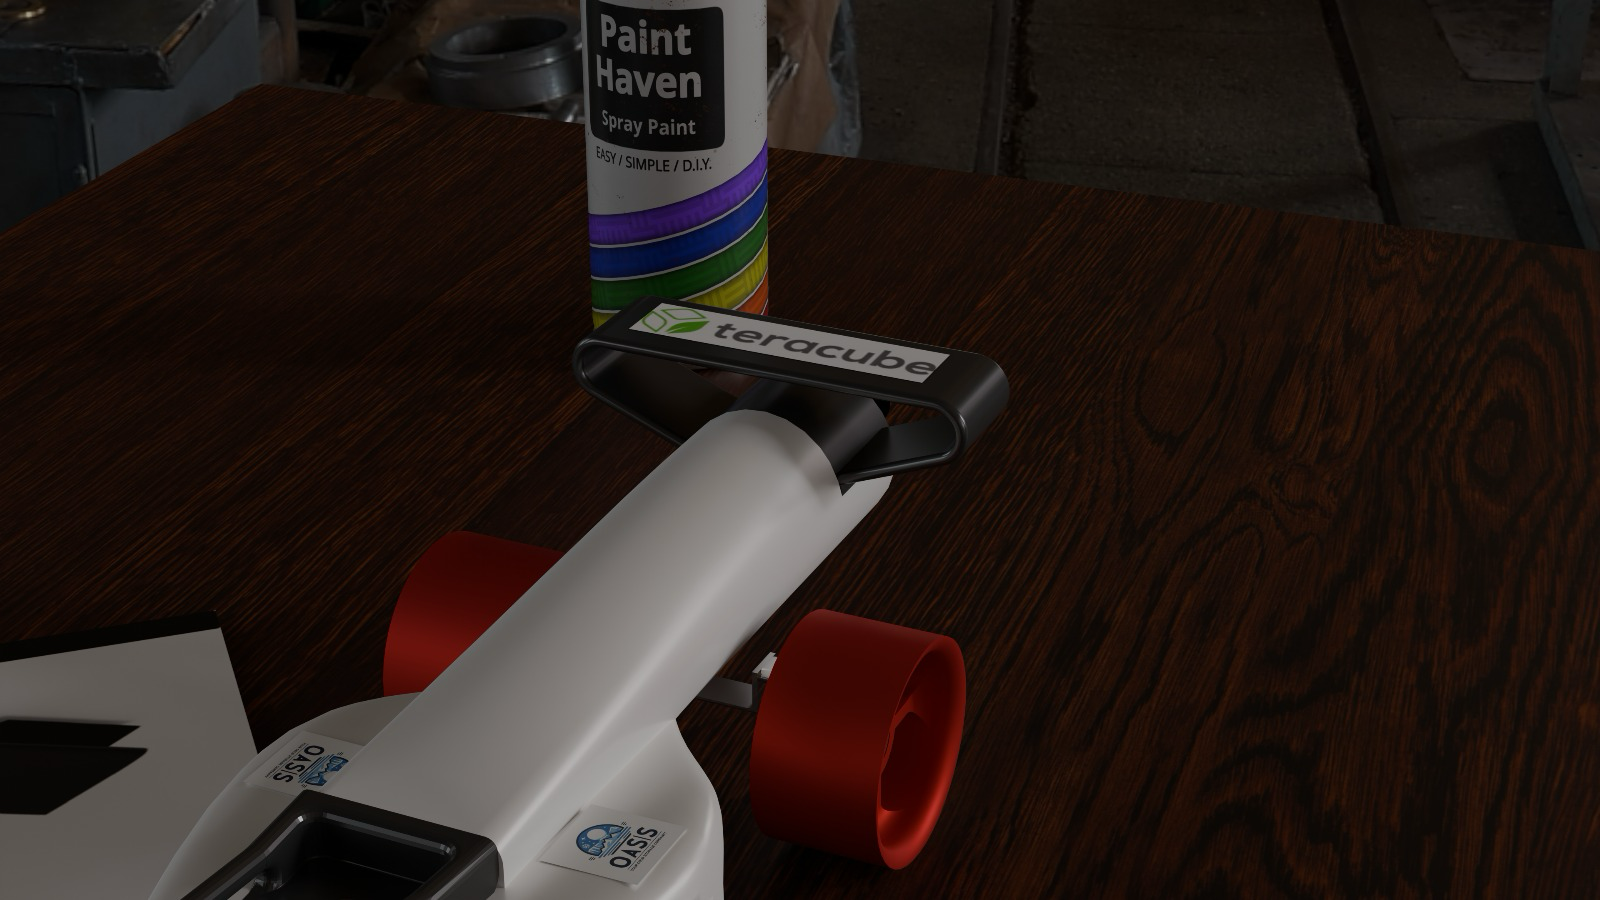 Paint
Haven
Spray Paint
EASY / SIMPLE / D.I.Y.
teracube
OASIS
OASIS